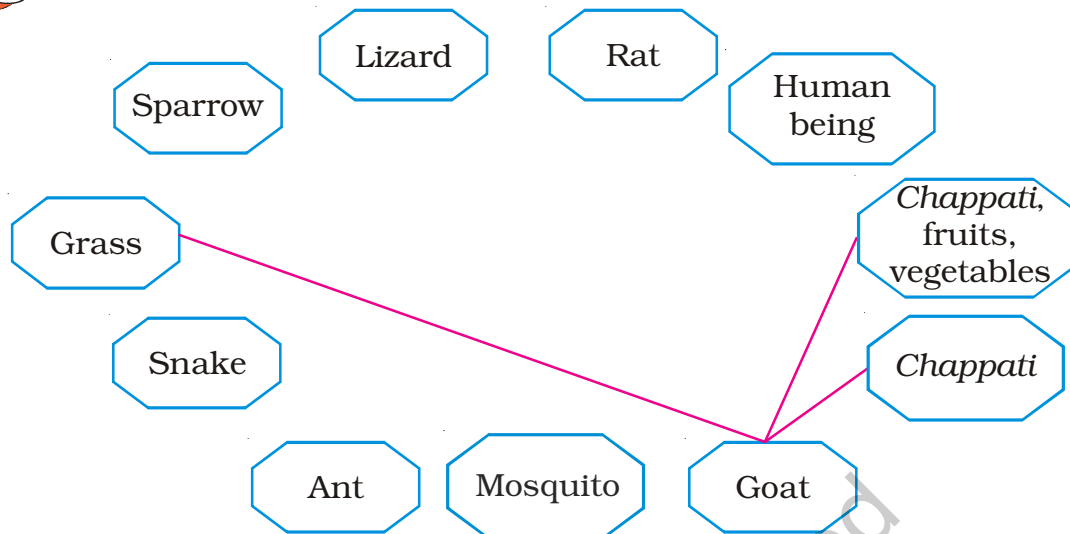 Lizard
Rat
Human
being
Sparrow
Chappati,
fruits,
vegetables
Grass
Snake
Chappati
Ant
Mosquito
Goat